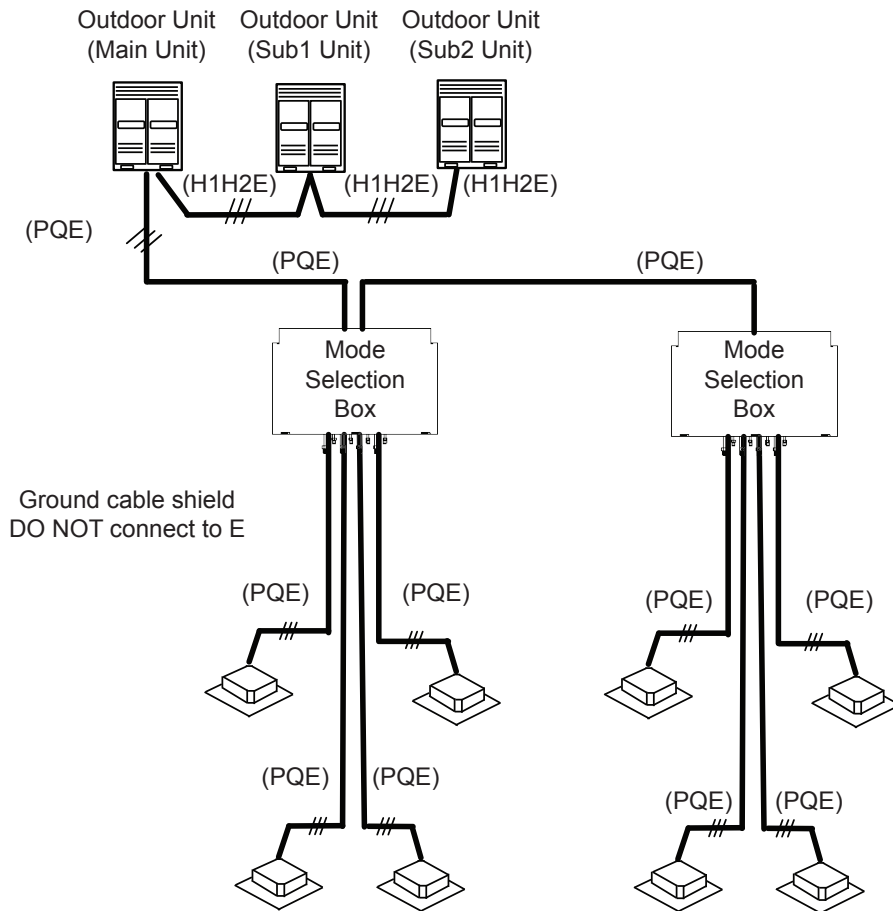 Outdoor Unit
(Main Unit)
Outdoor Unit
(Sub1 Unit)
Outdoor Unit
(Sub2 Unit)
(H1H2E)
(H1H2E)
(H1H2E)
(PQE)
(PQE)
(PQE)
Mode
Selection
Box
Mode
Selection
Box
Ground cable shield
DO NOT connect to E
(PQE)
(PQE)
(PQE)
(PQE)
(PQE)
(PQE)
(PQE)
(PQE)